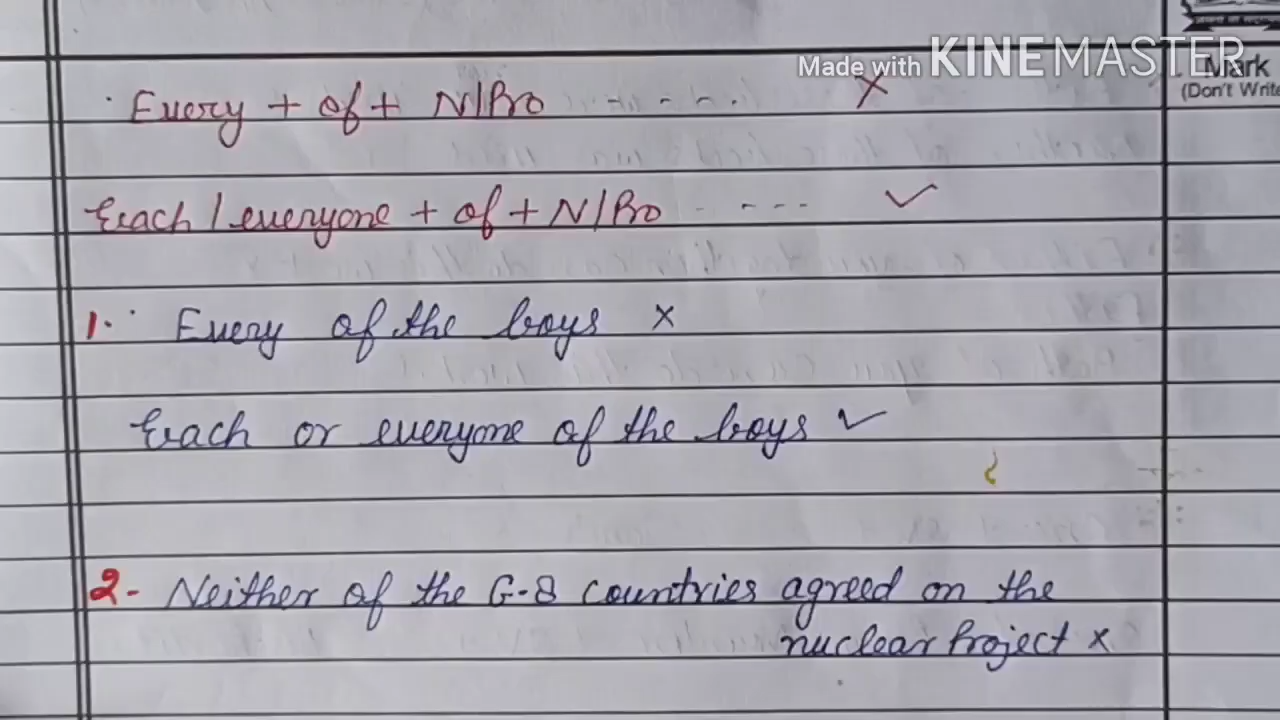 Made with KINEMASTER
Mark
(Don't Write
Every + of + N/Pro - - - . X
Each / everyone + of + N/Pro - - - - ✓
1. Every of the boys x
Each or everyone of the boys ✓
2- Neither of the G-8 countries agreed on the
nuclear Project x